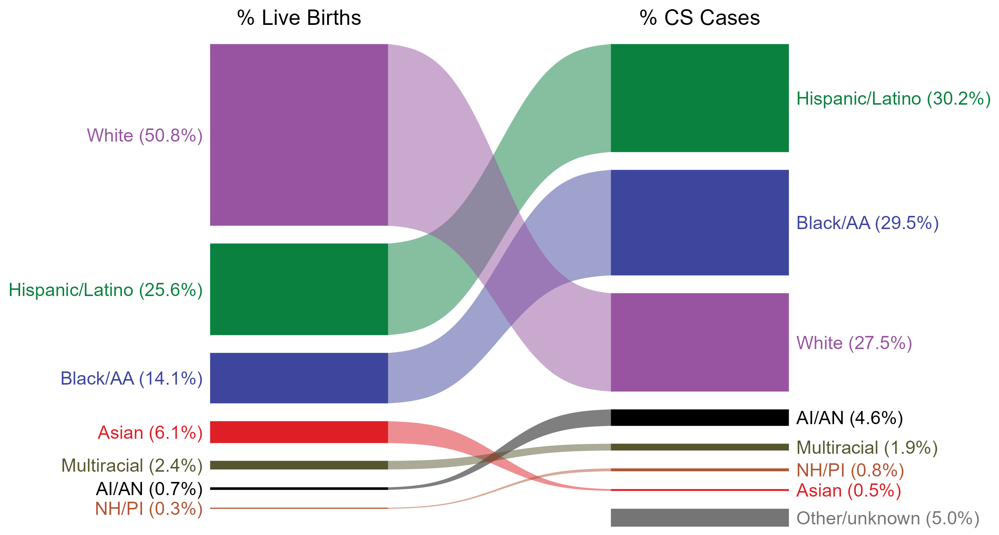 % Live Births
% CS Cases
White (50.8%)
Hispanic/Latino (25.6%)
Black/AA (14.1%)
Asian (6.1%)
Multiracial (2.4%)
AI/AN (0.7%)
NH/PI (0.3%)
Hispanic/Latino (30.2%)
Black/AA (29.5%)
White (27.5%)
AI/AN (4.6%)
Multiracial (1.9%)
NH/PI (0.8%)
Asian (0.5%)
Other/unknown (5.0%)